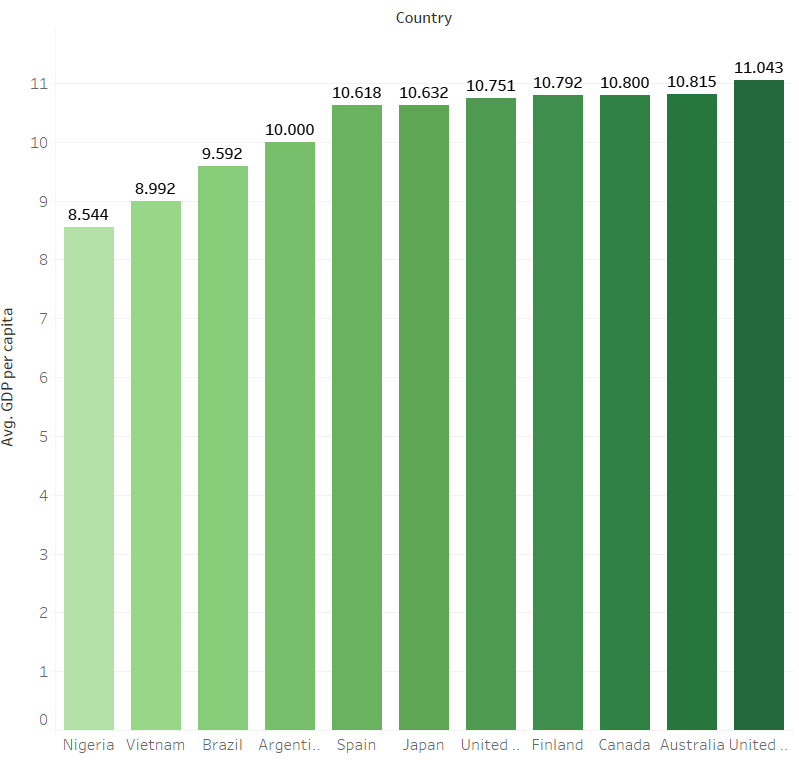 Country
Avg. GDP per capita
11
10
9
8
7
6
5
4
3
2
1
0
8.544
8.992
9.592
10.000
10.618
10.632
10.751
10.792
10.800
10.815
11.043
Nigeria
Vietnam
Brazil
Argenti..
Spain
Japan
United ..
Finland
Canada
Australia
United ..